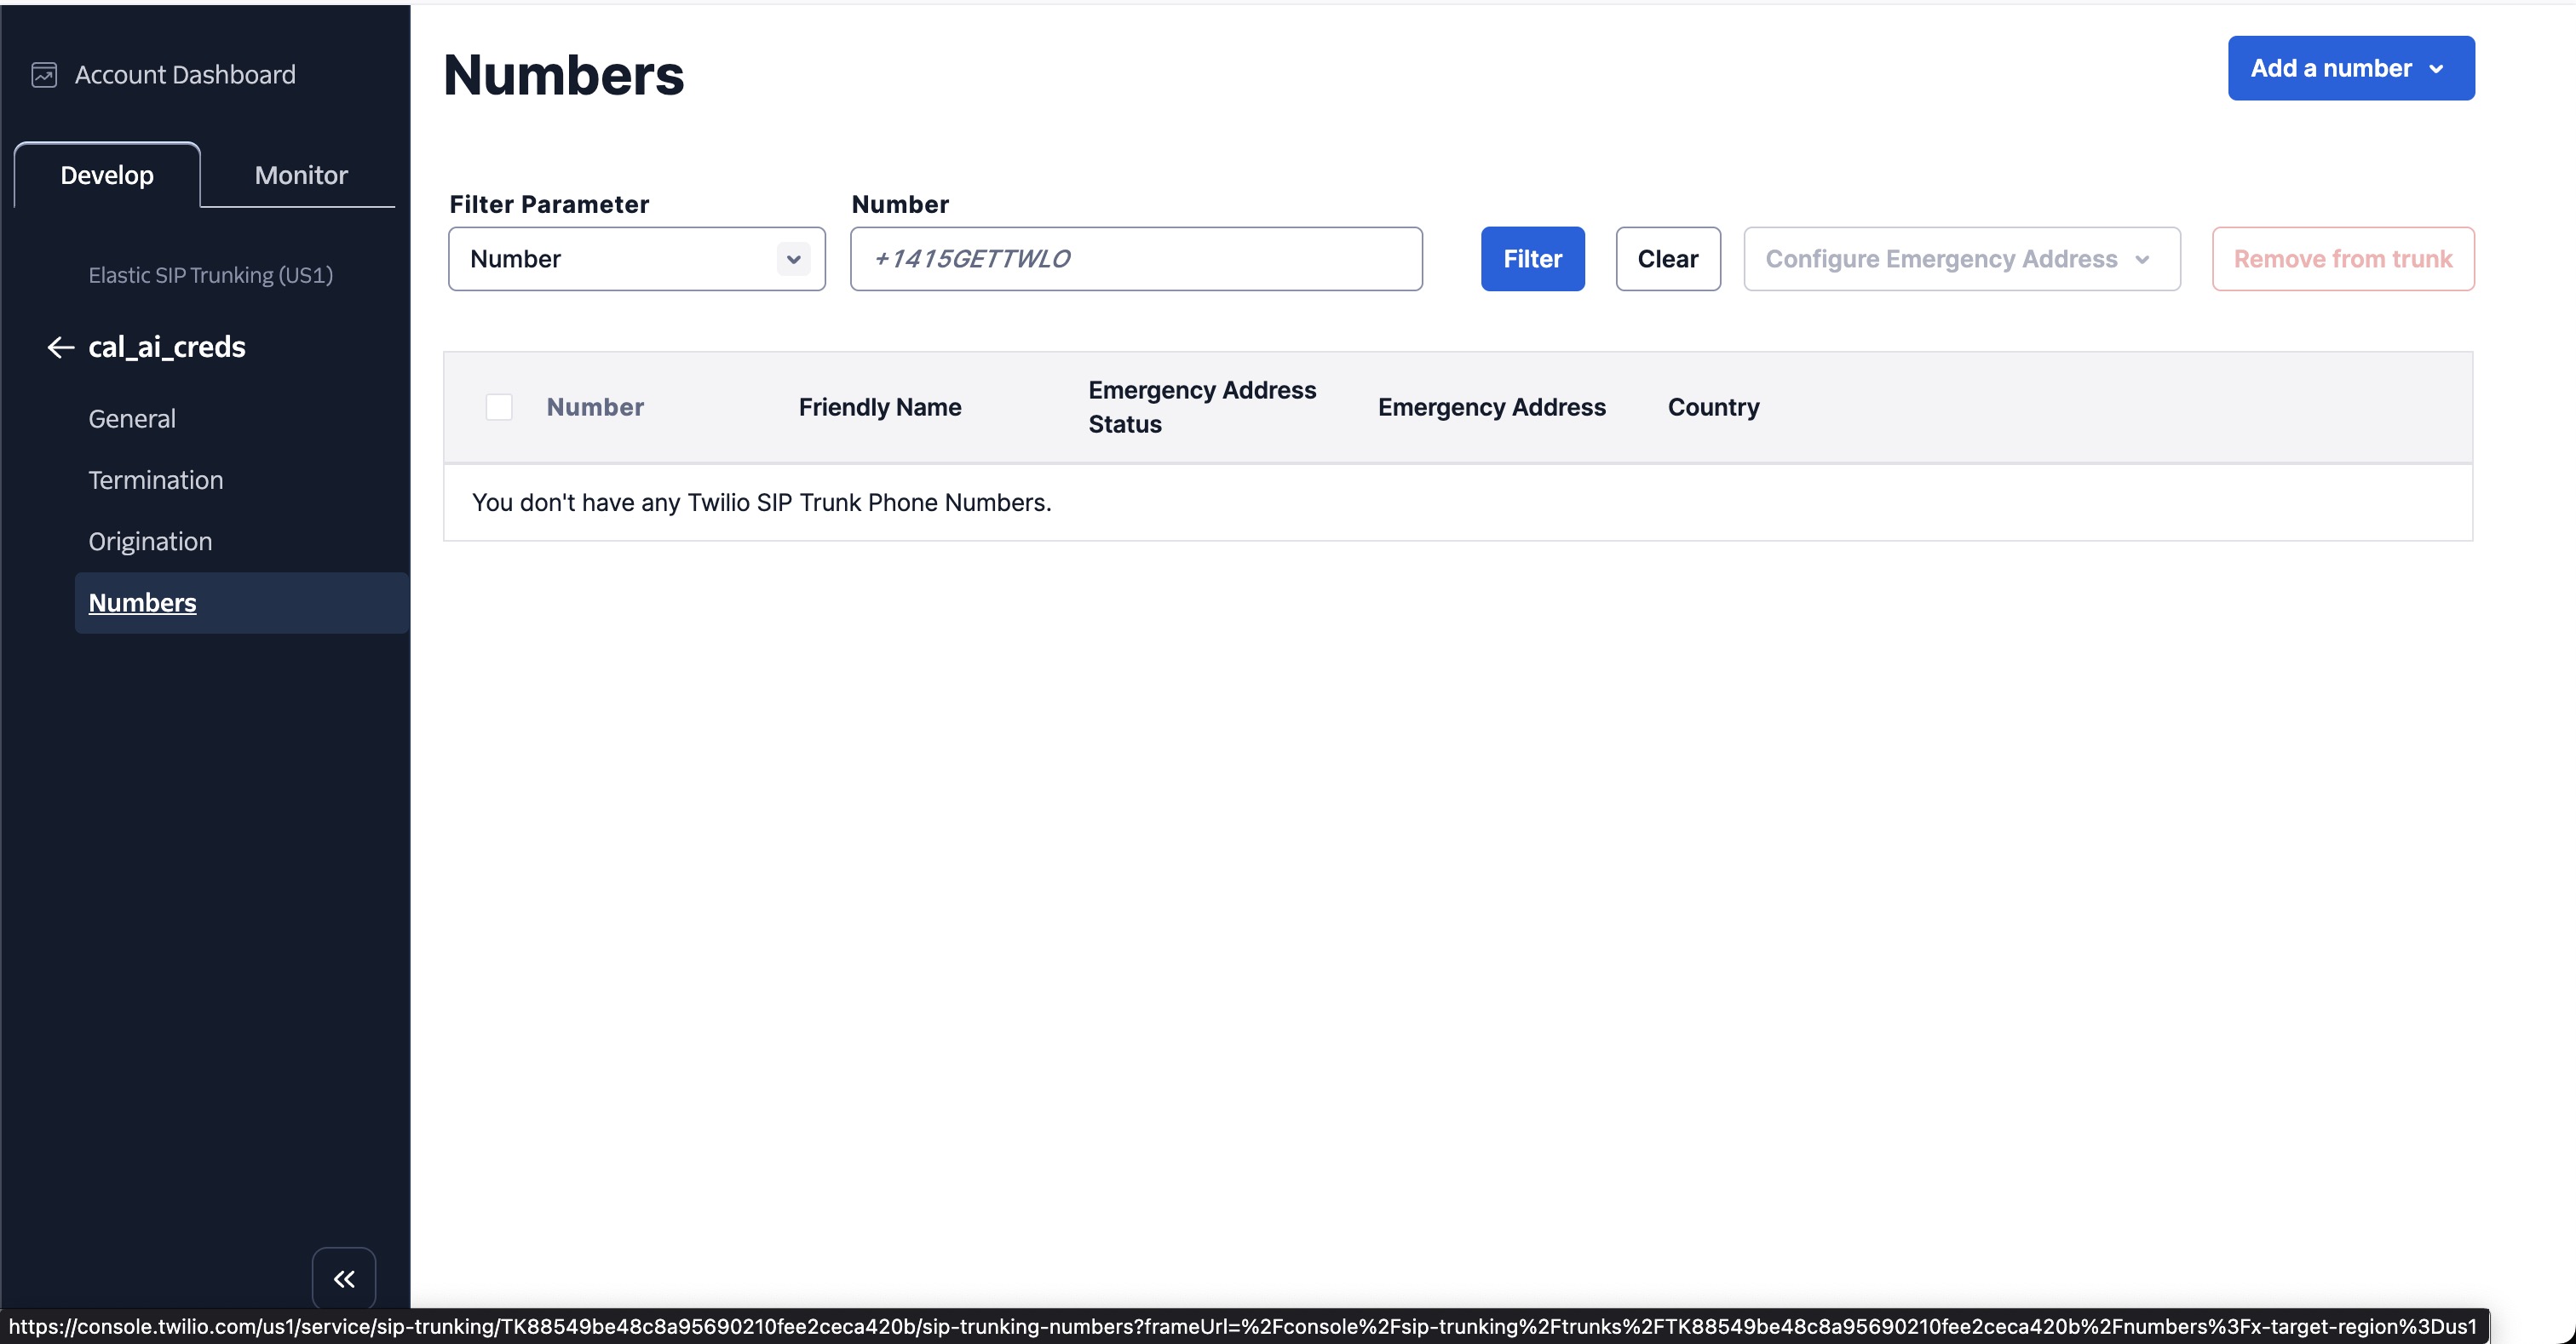 Account Dashboard
Develop
Monitor
Elastic SIP Trunking (US1)
cal_ai_creds
General
Termination
Origination
Numbers
Numbers
Add a number
Filter Parameter
Number
Number
+1415GETTWLO
Filter
Clear
Configure Emergency Address
Remove from trunk
Number
Friendly Name
Emergency Address
Status
Emergency Address
Country
You don't have any Twilio SIP Trunk Phone Numbers.
https://console.twilio.com/us1/service/sip-trunking/TK88549be48c8a95690210fee2ceca420b/sip-trunking-numbers?frameUrl=%2Fconsole%2Fsip-trunking%2Ftrunks%2FTK88549be48c8a95690210fee2ceca420b%2Fnumbers%3Fx-target-region%3Dus1